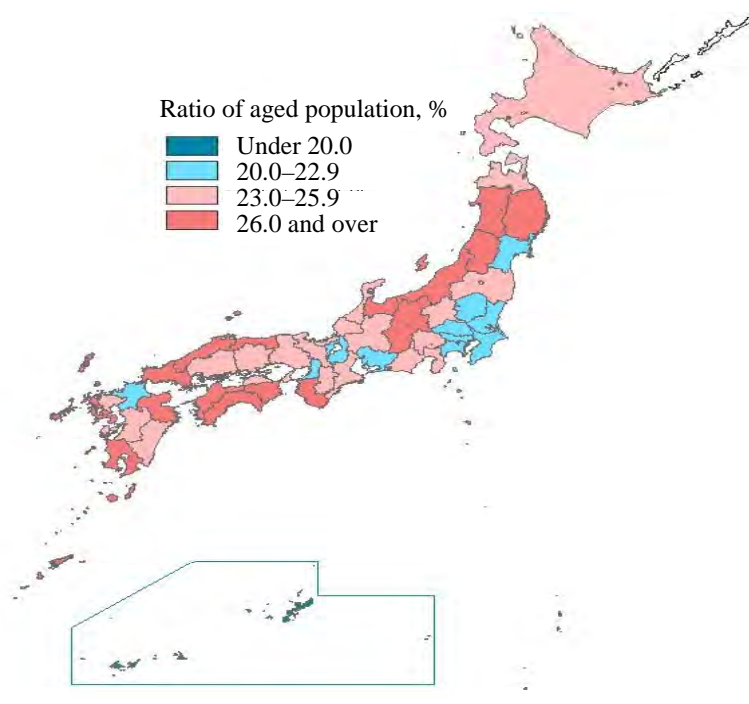 Ratio of aged population, %
Under 20.0
20.0–22.9
23.0–25.9
26.0 and over